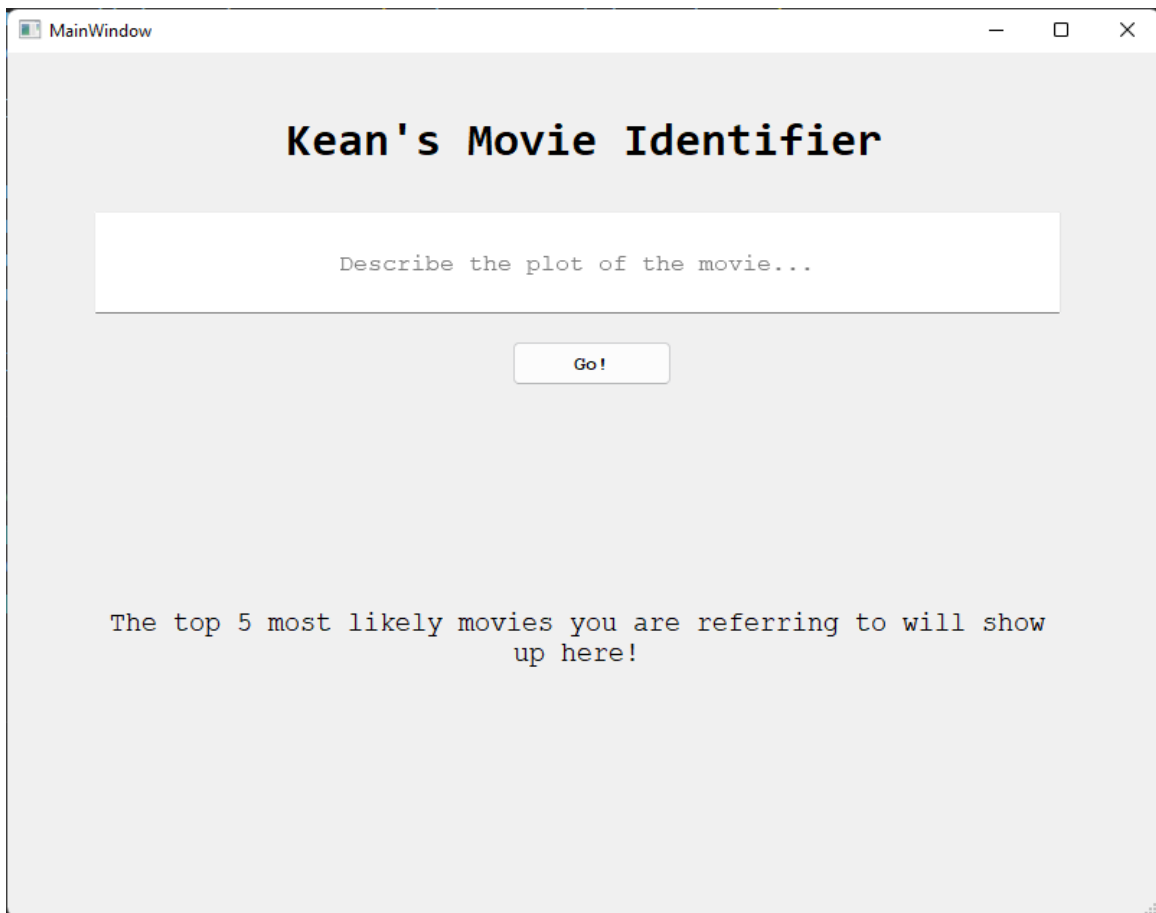 MainWindow
Kean's Movie Identifier
Describe the plot of the movie...
Go!
The top 5 most likely movies you are referring to will show
up here!